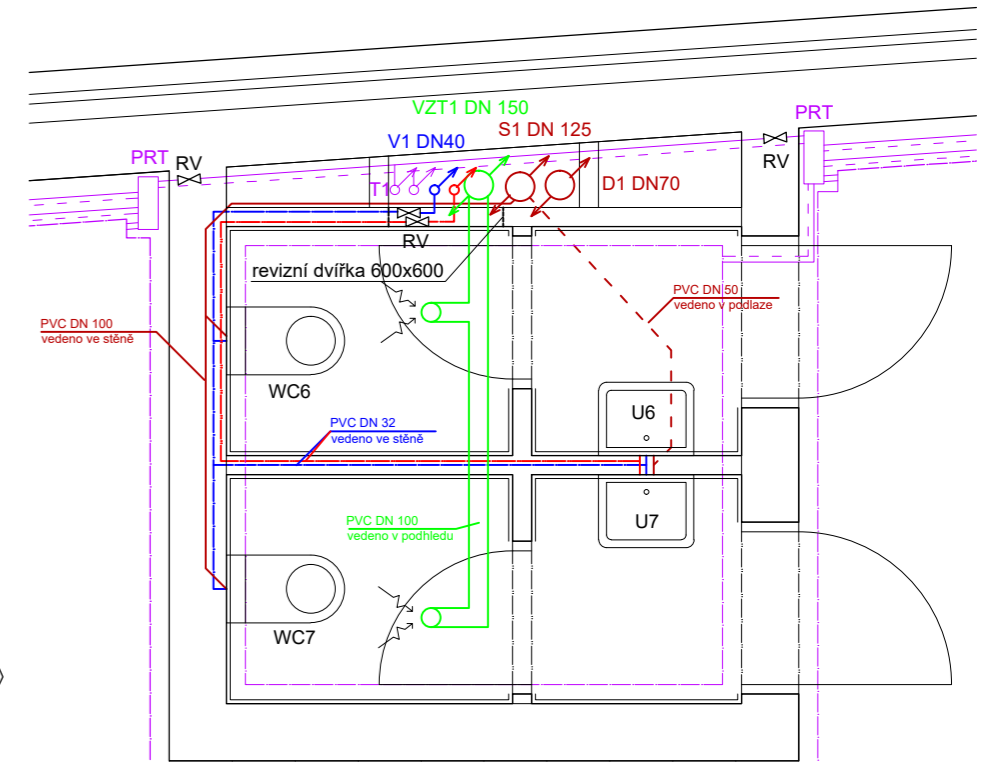 VZT1 DN 150
PRT
S1 DN 125
V1 DN40
PRT
RV
RV
T1
D1 DN70
RV
revizní dvířka 600x600
PVC DN 50
vedeno v podlaze
PVC DN 100
vedeno ve stěně
WC6
U6
PVC DN 32
vedeno ve stěně
PVC DN 100
vedeno v podhledu
U7
WC7